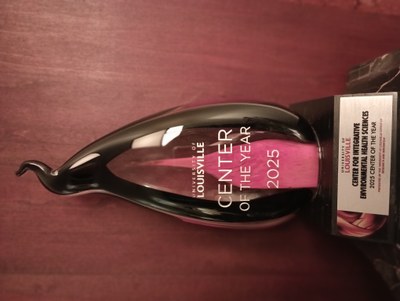 UNIVERSITY OF
LOUISVILLE
CENTER
OF THE YEAR
2025
UNIVERSITY OF
LOUISVILLE
CENTER FOR INTEGRATIVE
ENVIRONMENTAL HEALTH SCIENCES
2025 CENTER OF THE YEAR